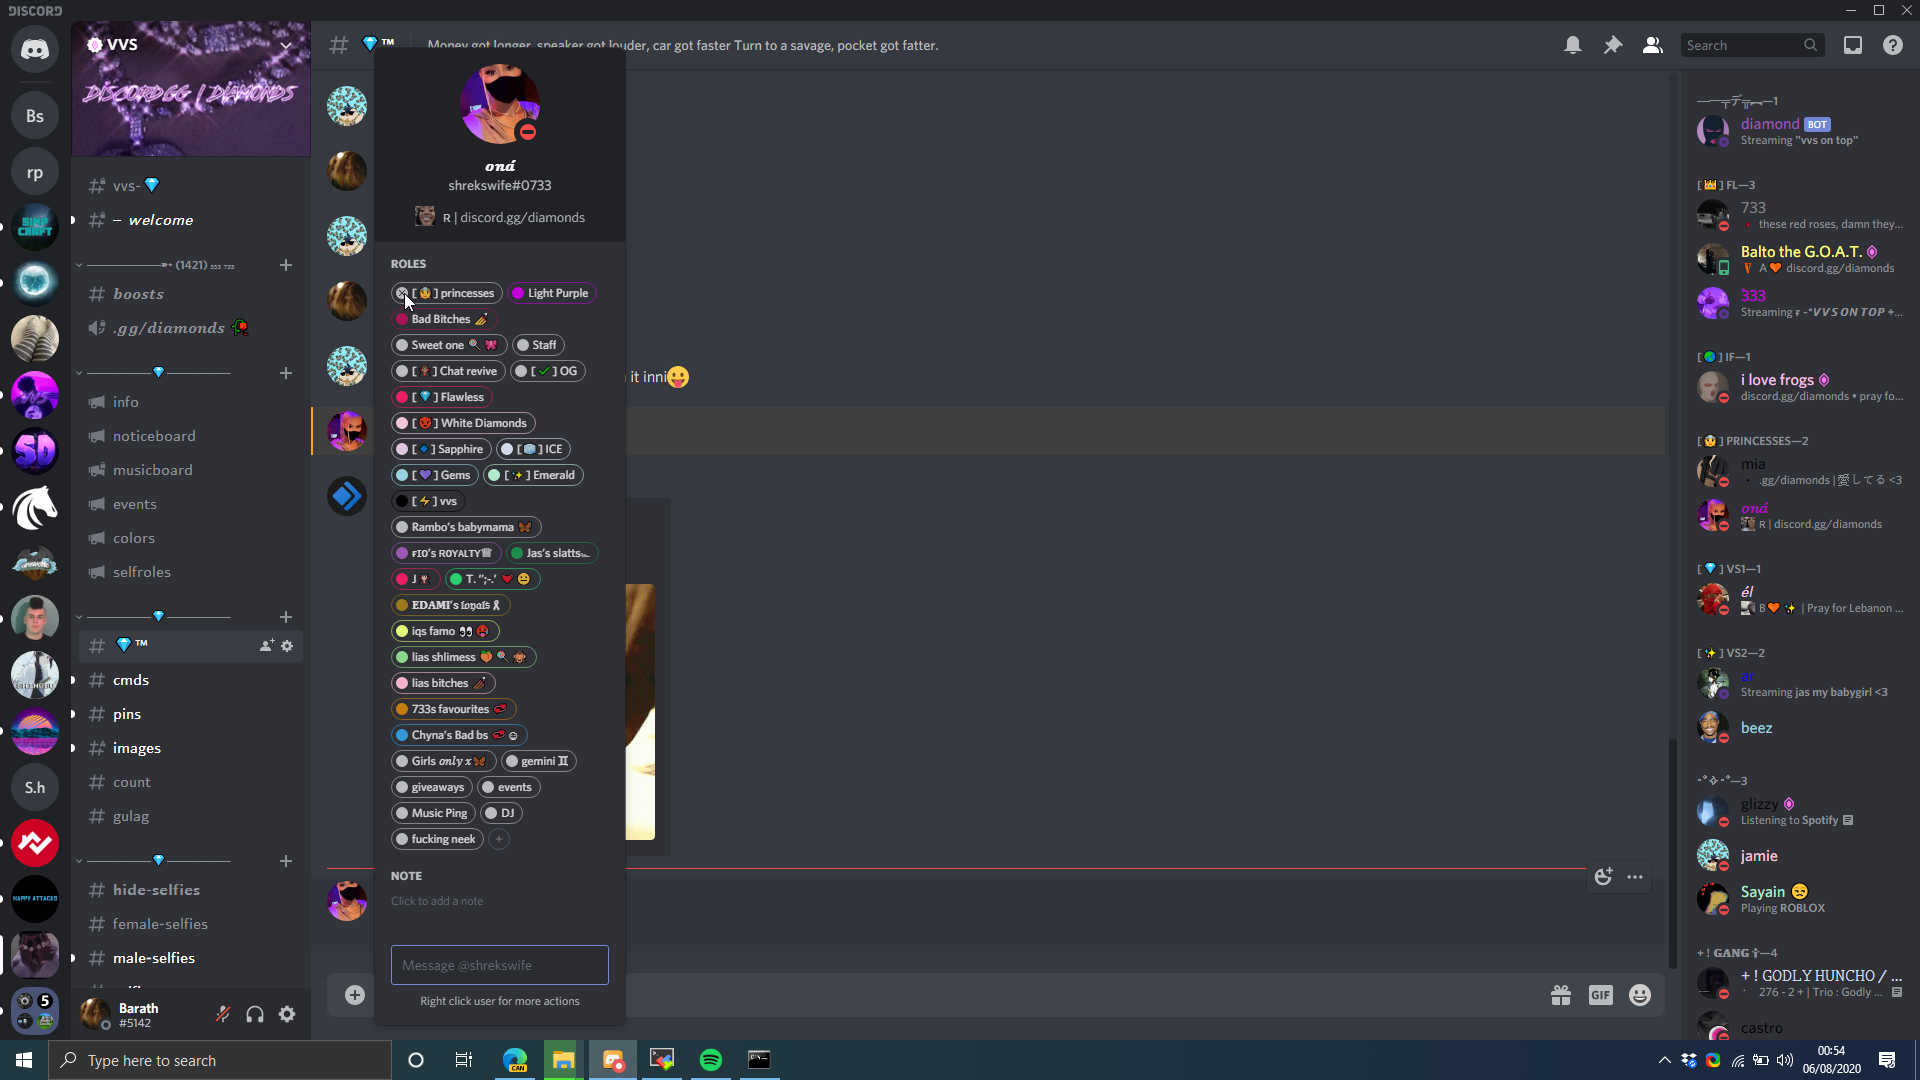 DISCORD
VVS
DISCORD.GG / DIAMONDS
Bs
rp
SIMP CRAFT
VVS
SD
S.h
HAPPY ATTACKS
5
vvs-💎
– welcome
(1421) 333 733
boosts
.gg/diamonds 🥀
💎
info
noticeboard
musicboard
events
colors
selfroles
💎
💎™
cmds
pins
images
count
gulag
💎
hide-selfies
female-selfies
male-selfies
Barath
#5142
💎™
Money got longer, speaker got louder, car got faster Turn to a savage, pocket got fatter.
Search
oná
shrekswife#0733
R | discord.gg/diamonds
ROLES
[👸] princesses
Light Purple
Bad Bitches 💅
Sweet one 🍭 🎀
Staff
[ ] Chat revive
[✅] OG
[💎] Flawless
[👹] White Diamonds
[🔹] Sapphire
[🧊] ICE
[💜] Gems
[✨] Emerald
[⚡] vvs
Rambo's babymama 🦋
ꜰIO's ROYALTY♕
Jas's slatts
J
T. ";-.' ❤ 😐
EDAMI's loyals 🎗
iqs famo 👀 🥵
lias shlimess 🍑 🍭 🐵
lias bitches 💅
733s favourites 💋
Chyna's Bad bs 💋 ☺
Girls only x 🦋
gemini ♊
giveaways
events
Music Ping
DJ
fucking neek
+
NOTE
Click to add a note
Message @shrekswife
Right click user for more actions
it inni😛
GIF
diamond BOT
Streaming "vvs on top"
[👑] FL—3
733
these red roses, damn they...
Balto the G.O.A.T.
A 🧡 discord.gg/diamonds
333
Streaming ꜰ -*VVS ON TOP +...
[🌎] IF—1
i love frogs
discord.gg/diamonds • pray fo...
[👸] PRINCESSES—2
mia
.gg/diamonds | 愛してる <3
oná
R | discord.gg/diamonds
[💎] VS1—1
él
B 🧡 ✨ | Pray for Lebanon ...
[✨] VS2—2
ar
Streaming jas my babygirl <3
beez
-°✧-°—3
glizzy
Listening to Spotify
jamie
Sayain 😒
Playing ROBLOX
+ ! GANG †—4
+ ! GODLY HUNCHO / ...
276 - 2 + | Trio : Godly ...
castro
Type here to search
CAN
00:54
06/08/2020